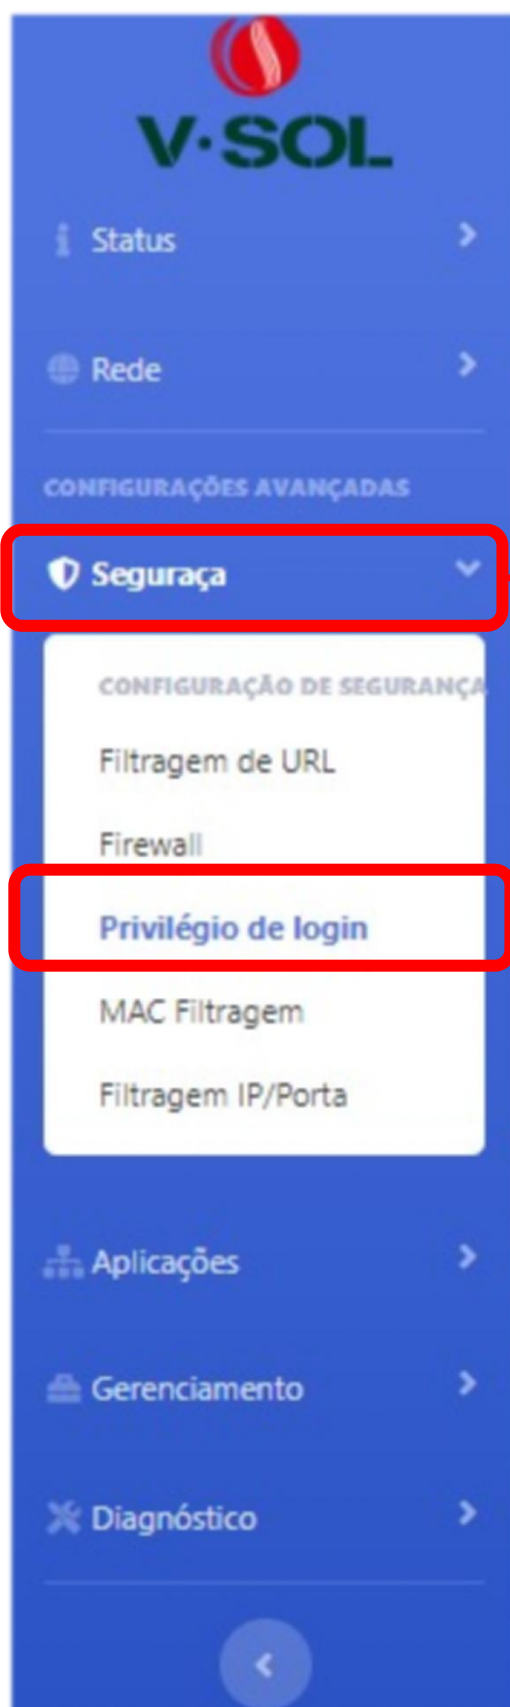 V·SOL
Status
Rede
CONFIGURAÇÕES AVANÇADAS
Seguraça
CONFIGURAÇÃO DE SEGURANÇA
Filtragem de URL
Firewall
Privilégio de login
MAC Filtragem
Filtragem IP/Porta
Aplicações
Gerenciamento
Diagnóstico